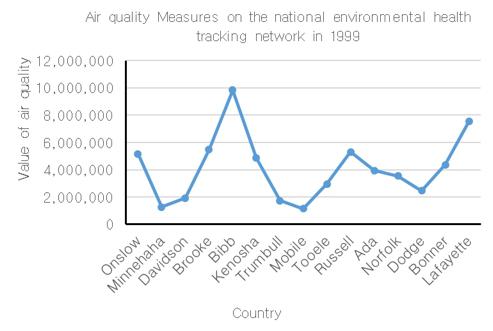 Air quality Measures on the national environmental health
tracking network in 1999
Value of air quality
12,000,000
10,000,000
8,000,000
6,000,000
4,000,000
2,000,000
0
Onslow
Minnehaha
Davidson
Brooke
Bibb
Kenosha
Trumbull
Mobile
Tooele
Russell
Ada
Norfolk
Dodge
Bonner
Lafayette
Country